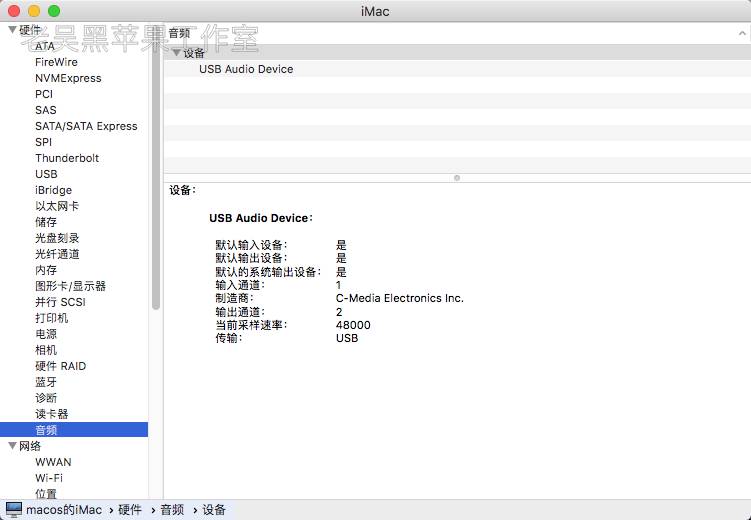 iMac
老吴黑苹果工作室
硬件
ATA
FireWire
NVMExpress
PCI
SAS
SATA/SATA Express
SPI
Thunderbolt
USB
iBridge
以太网卡
储存
光盘刻录
光纤通道
内存
图形卡/显示器
并行 SCSI
打印机
电源
相机
硬件 RAID
蓝牙
诊断
读卡器
音频
网络
WWAN
Wi-Fi
位置
音频
设备
USB Audio Device
设备：
USB Audio Device：
默认输入设备： 是
默认输出设备： 是
默认的系统输出设备： 是
输入通道： 1
制造商： C-Media Electronics Inc.
输出通道： 2
当前采样速率： 48000
传输： USB
macos的iMac › 硬件 › 音频 › 设备